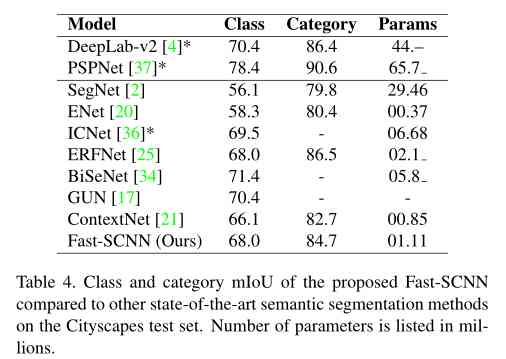 Model Class Category Params
DeepLab-v2 [4]* 70.4 86.4 44.–
PSPNet [37]* 78.4 90.6 65.7_
SegNet [2] 56.1 79.8 29.46
ENet [20] 58.3 80.4 00.37
ICNet [36]* 69.5 - 06.68
ERFNet [25] 68.0 86.5 02.1_
BiSeNet [34] 71.4 - 05.8_
GUN [17] 70.4 - -
ContextNet [21] 66.1 82.7 00.85
Fast-SCNN (Ours) 68.0 84.7 01.11
Table 4. Class and category mIoU of the proposed Fast-SCNN
compared to other state-of-the-art semantic segmentation methods
on the Cityscapes test set. Number of parameters is listed in mil-
lions.